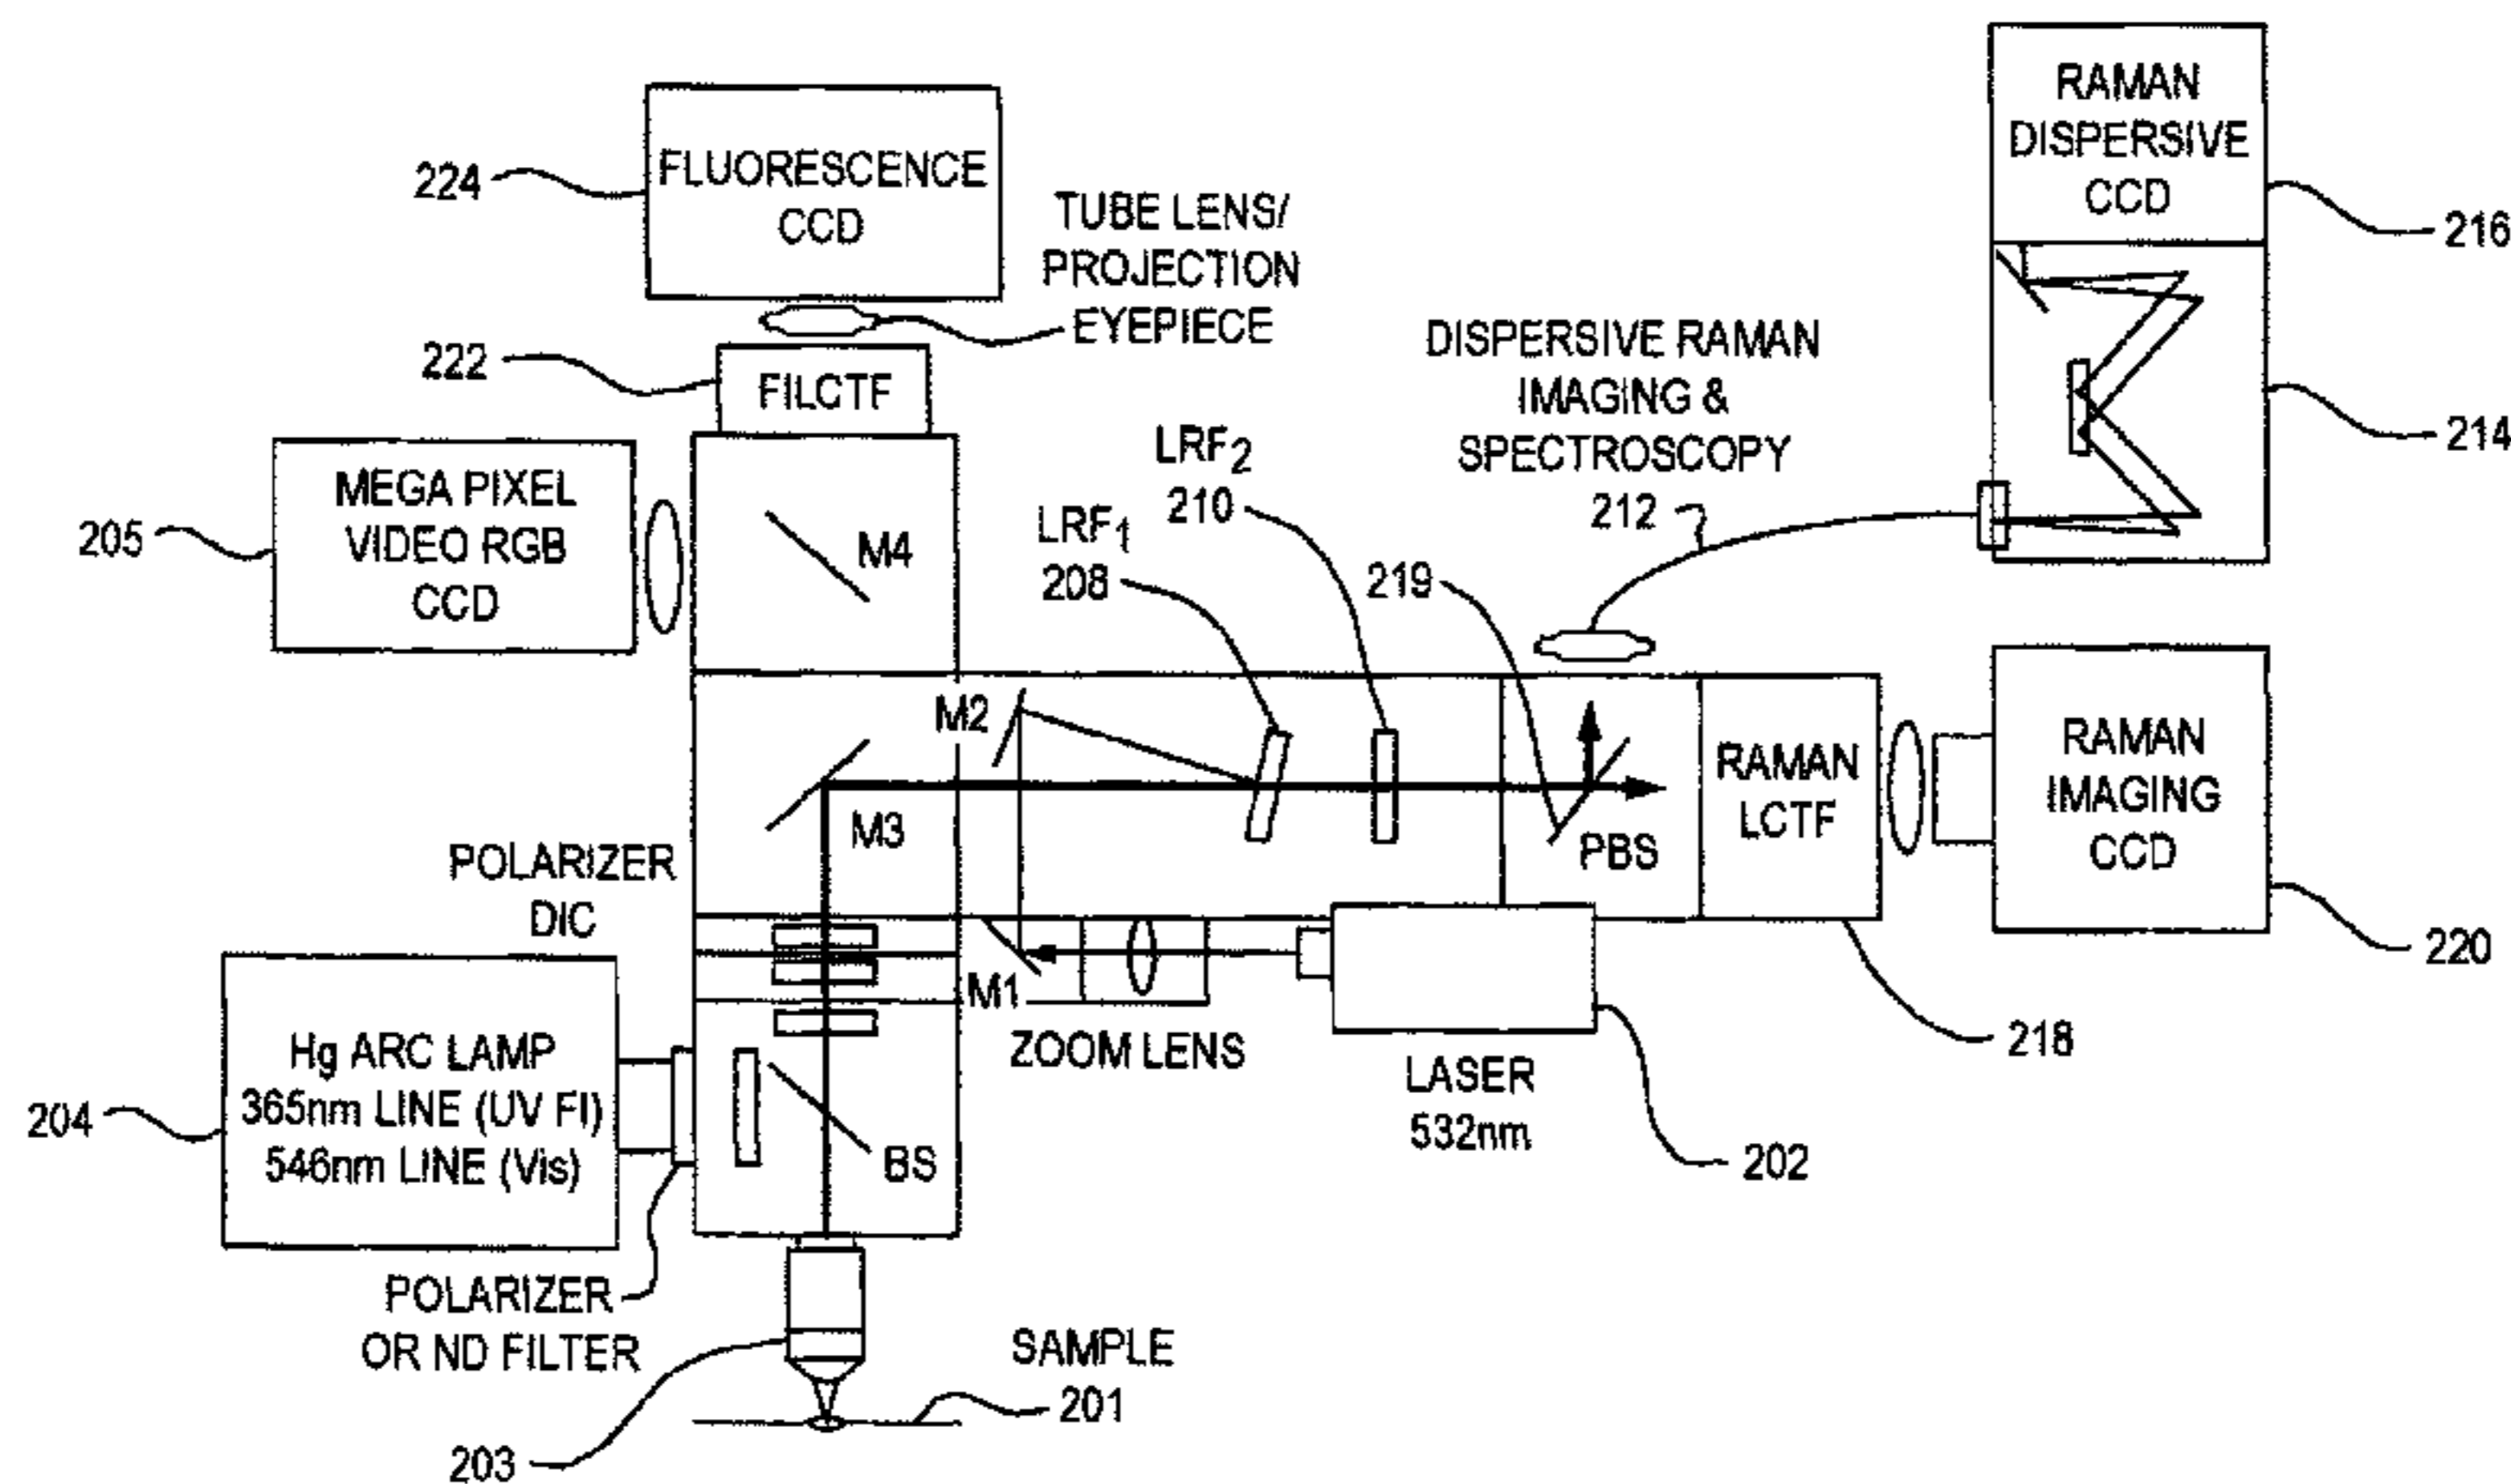 RAMAN
DISPERSIVE
CCD
216
214
FLUORESCENCE
CCD
224
TUBE LENS/
PROJECTION
EYEPIECE
222
FILCTF
DISPERSIVE RAMAN
IMAGING &
SPECTROSCOPY
212
LRF2
210
LRF1
208
219
MEGA PIXEL
VIDEO RGB
CCD
205
M4
M2
M3
PBS
RAMAN
LCTF
RAMAN
IMAGING
CCD
220
218
POLARIZER
DIC
M1
ZOOM LENS
LASER
532nm
202
Hg ARC LAMP
365nm LINE (UV Fl)
546nm LINE (Vis)
204
BS
POLARIZER
OR ND FILTER
SAMPLE
201
203